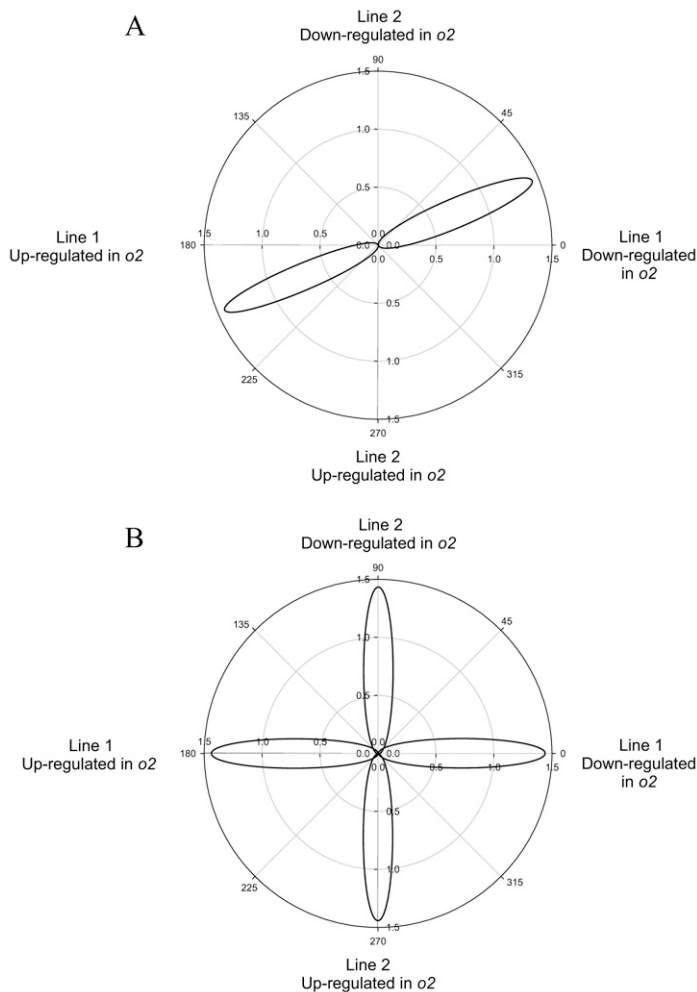 A
Line 2
Down-regulated in o2
90
1.5
135
45
1.0
0.5
Line 1
Up-regulated in o2
180
1.5 1.0 0.5 0.0
0.0 0.0
0.0 0.5 1.0 1.5
0
Line 1
Down-regulated
in o2
0.5
1.0
225
315
1.5
270
Line 2
Up-regulated in o2
B
Line 2
Down-regulated in o2
90
1.5
135
45
1.0
0.5
Line 1
Up-regulated in o2
180
1.5 1.0 0.5 0.0
0.0 0.0
0.0 0.5 1.0 1.5
0
Line 1
Down-regulated
in o2
0.5
1.0
225
315
1.5
270
Line 2
Up-regulated in o2